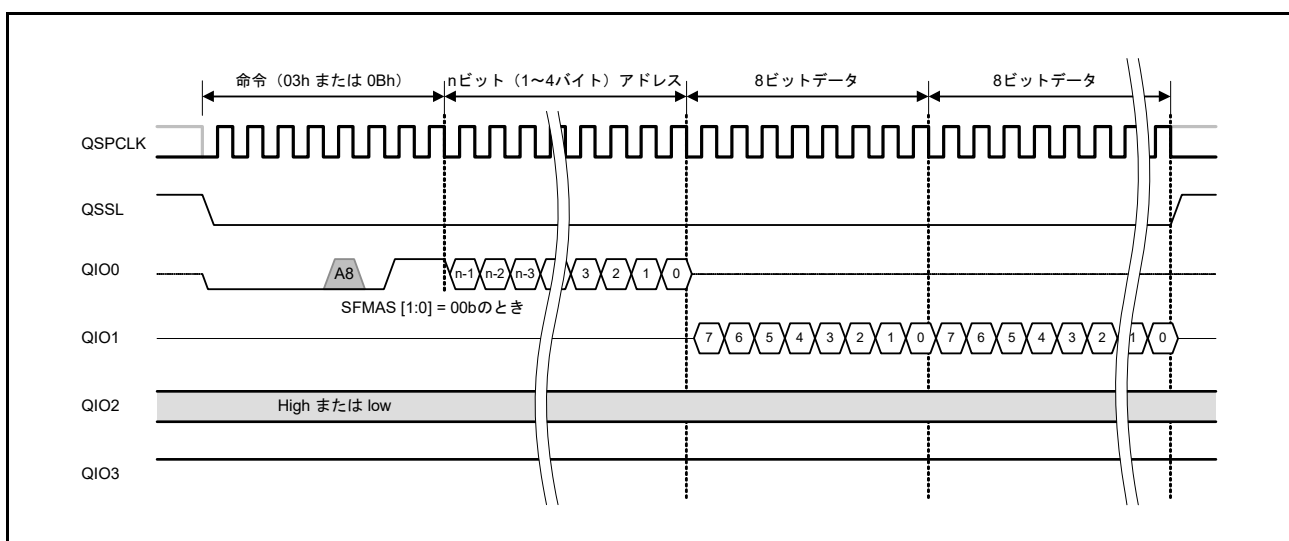 命令（03h または 0Bh） nビット（1～4バイト）アドレス 8ビットデータ 8ビットデータ
QSPCLK
QSSL
QIO0 A8 n-1 n-2 n-3 3 2 1 0
SFMAS [1:0] = 00bのとき
QIO1 7 6 5 4 3 2 1 0 7 6 5 4 3 2 1 0
QIO2 High または low
QIO3